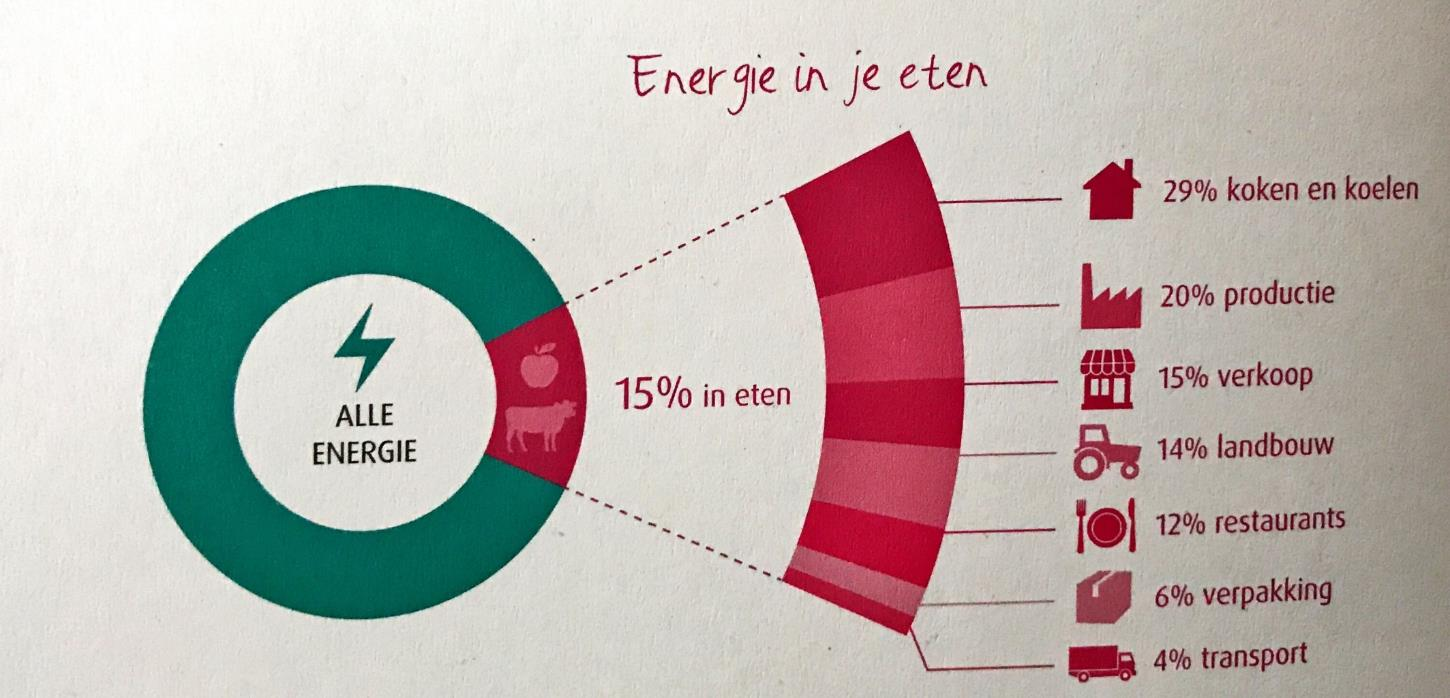 Energie in je eten
ALLE
ENERGIE
15% in eten
29% koken en koelen
20% productie
15% verkoop
14% landbouw
12% restaurants
6% verpakking
4% transport